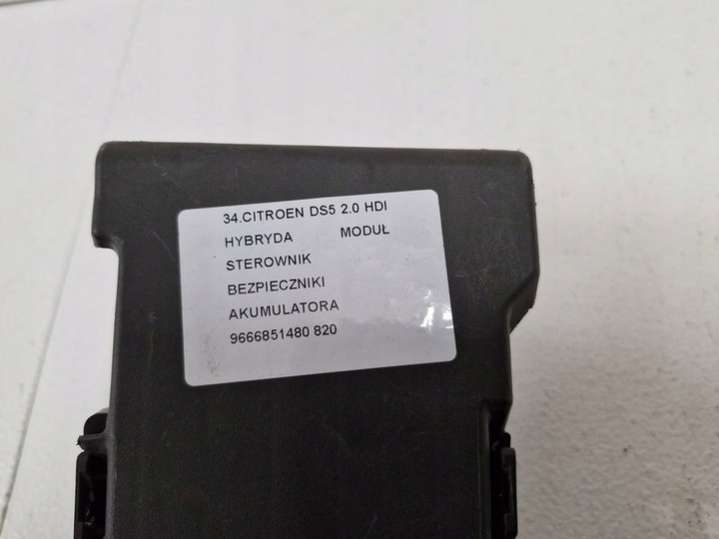 34.CITROEN DS5 2.0 HDI
HYBRYDA MODUŁ
STEROWNIK
BEZPIECZNIKI
AKUMULATORA
9666851480 820